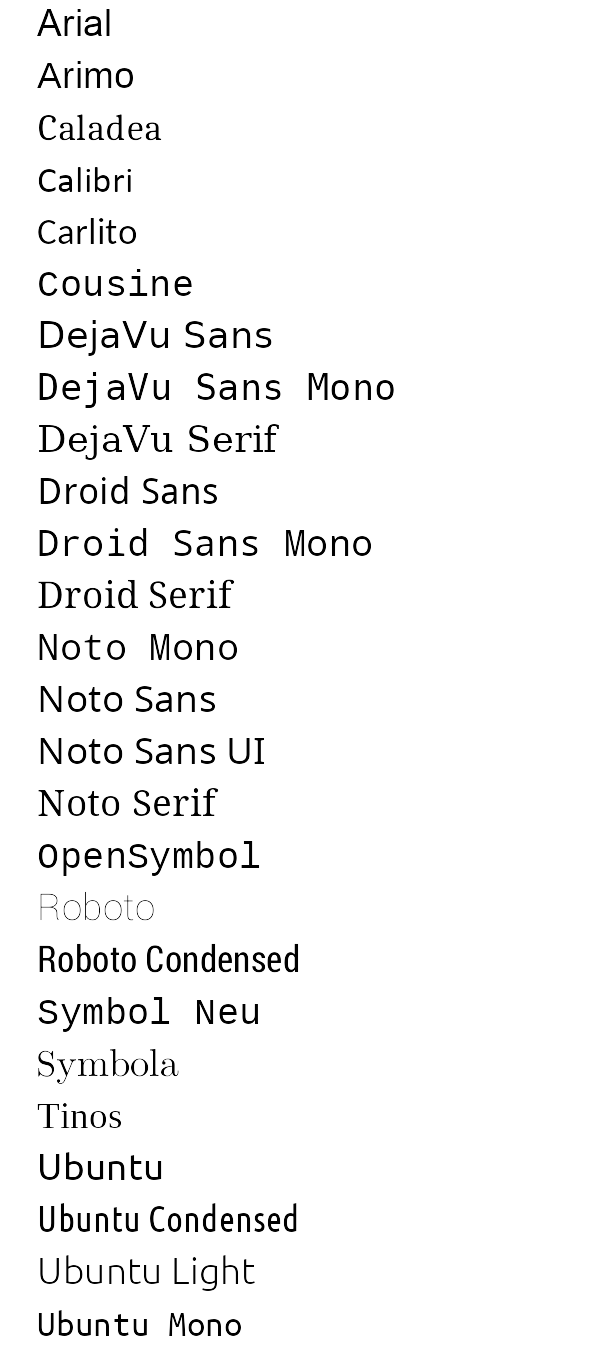 Arial
Arimo
Caladea
Calibri
Carlito
Cousine
DejaVu Sans
DejaVu Sans Mono
DejaVu Serif
Droid Sans
Droid Sans Mono
Droid Serif
Noto Mono
Noto Sans
Noto Sans UI
Noto Serif
OpenSymbol
Roboto
Roboto Condensed
Symbol Neu
Symbola
Tinos
Ubuntu
Ubuntu Condensed
Ubuntu Light
Ubuntu Mono